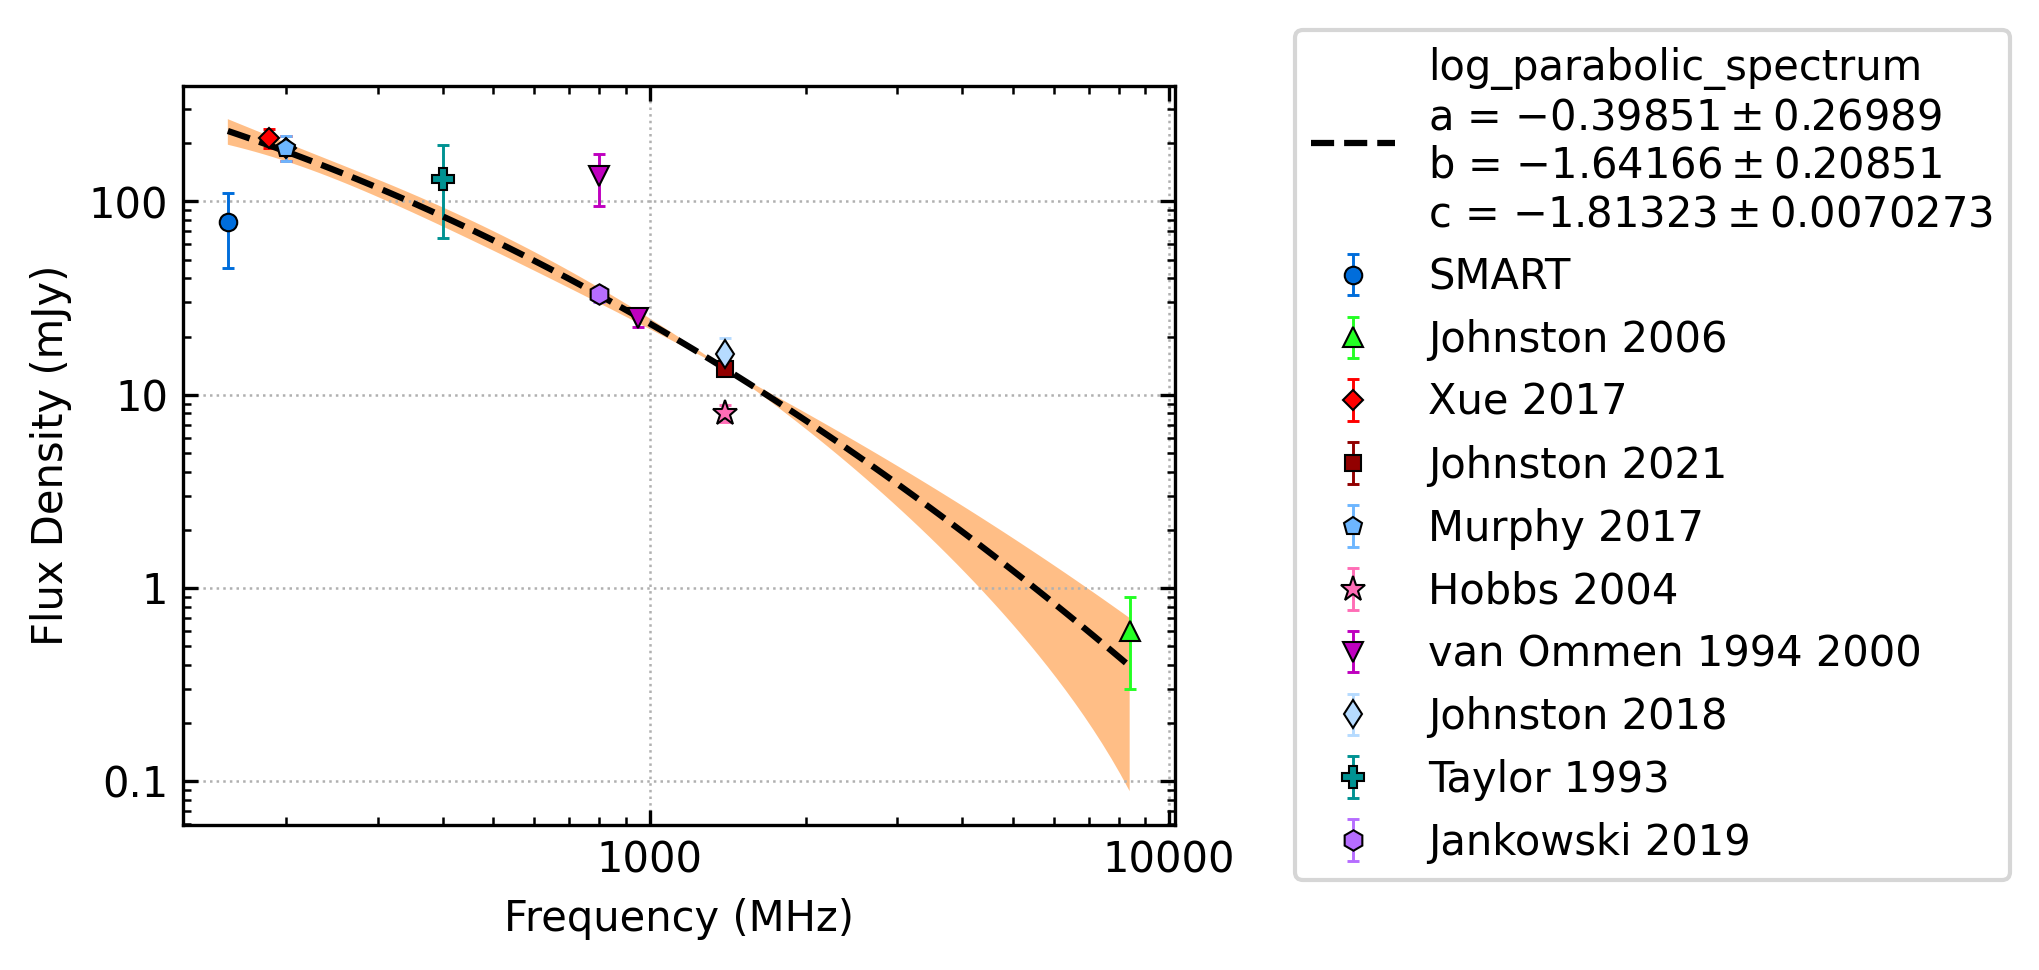 log_parabolic_spectrum
a = −0.39851 ± 0.26989
b = −1.64166 ± 0.20851
c = −1.81323 ± 0.0070273
SMART
Johnston 2006
Xue 2017
Johnston 2021
Murphy 2017
Hobbs 2004
van Ommen 1994 2000
Johnston 2018
Taylor 1993
Jankowski 2019
Flux Density (mJy)
100
10
1
0.1
1000
10000
Frequency (MHz)